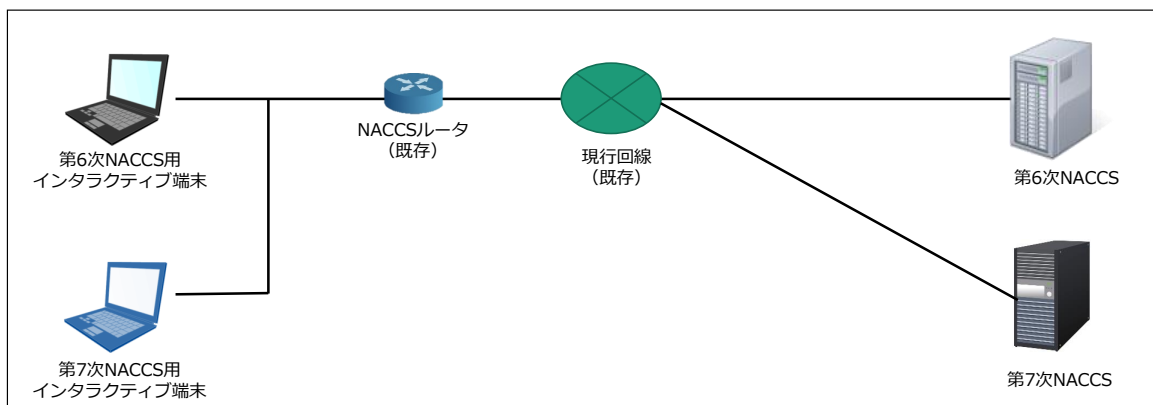 第6次NACCS用
インタラクティブ端末
NACCSルータ
（既存）
現行回線
（既存）
第6次NACCS
第7次NACCS用
インタラクティブ端末
第7次NACCS